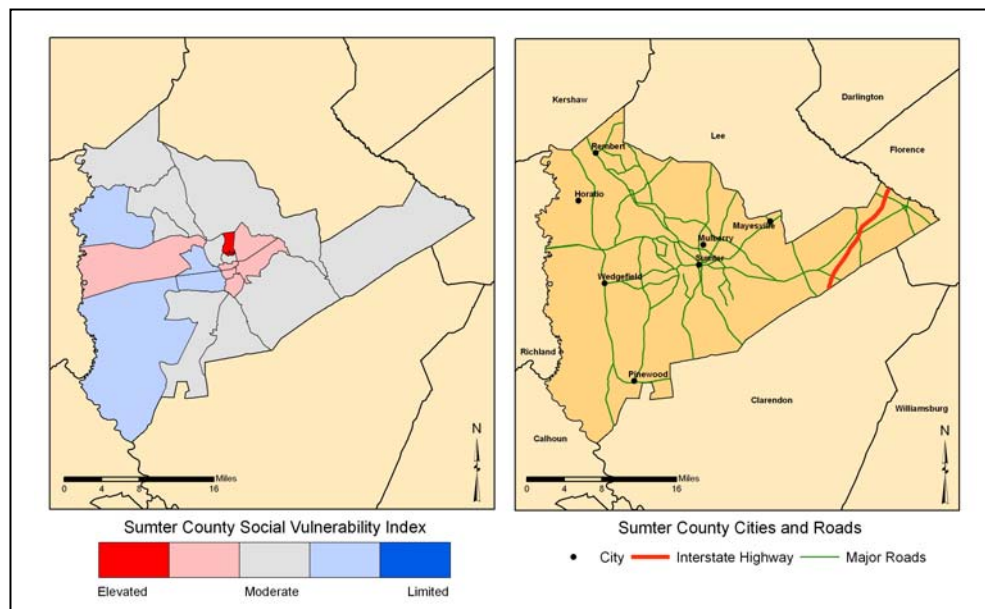 N
Miles
0 4 8 16
Sumter County Social Vulnerability Index
Elevated Moderate Limited
Kershaw
Darlington
Lee
Florence
Rembert
Horatio
Mayesville
Mulberry
Sumter
Wedgefield
Richland
Pinewood
Clarendon
Williamsburg
Calhoun
N
Miles
0 4 8 16
Sumter County Cities and Roads
City Interstate Highway Major Roads